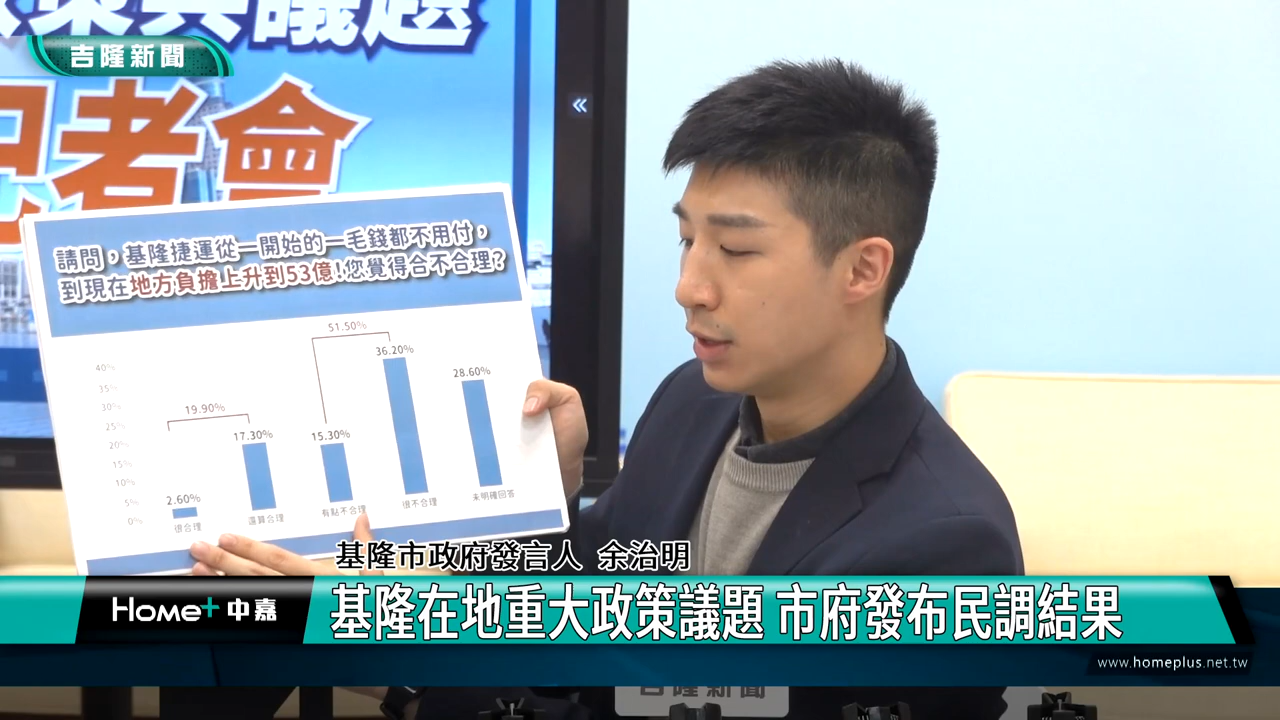 政策與議題
吉隆新聞
記者會
請問，基隆捷運從一開始的一毛錢都不用付，
到現在地方負擔上升到53億!您覺得合不合理?
51.50%
40%
36.20%
35%
28.60%
30%
19.90%
25%
17.30%
15.30%
20%
15%
10%
2.60%
5%
0%
很合理
還算合理
有點不合理
很不合理
未明確回答
基隆市政府發言人 余治明
Home+ 中嘉
基隆在地重大政策議題 市府發布民調結果
www.homeplus.net.tw
吉隆新聞